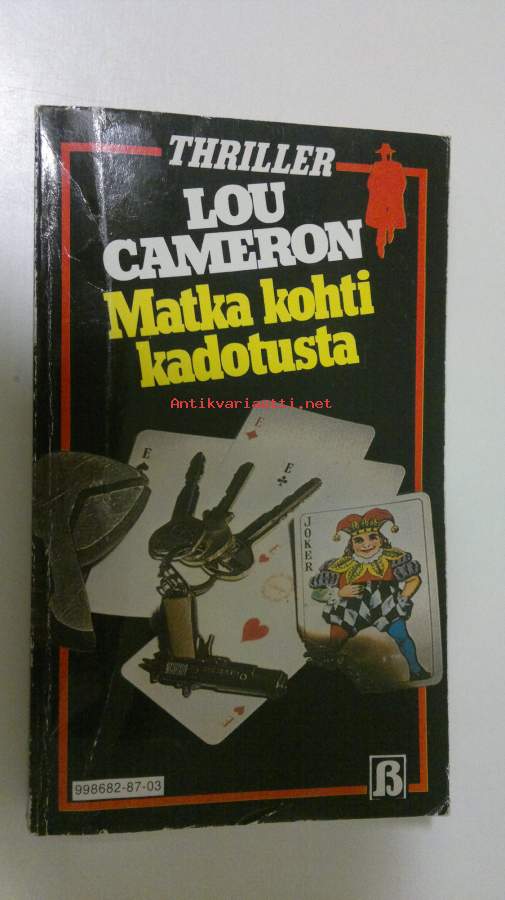 THRILLER
LOU
CAMERON
Matka kohti
kadotusta
Antikvariaatti.net
E
E
E
E
E
JOKER
998682-87-03
B